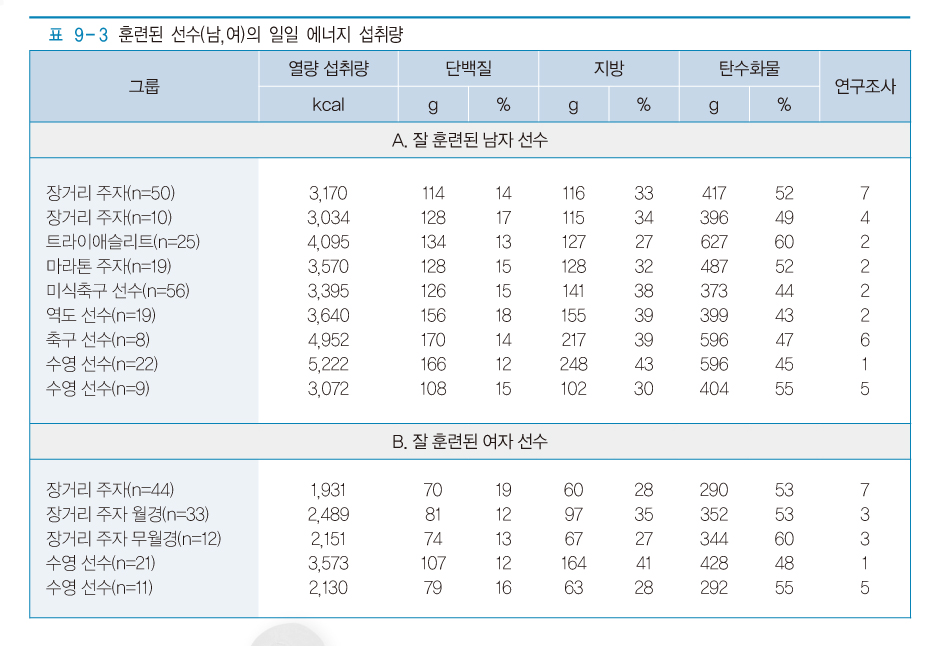 표 9-3 훈련된 선수(남,여)의 일일 에너지 섭취량
그룹 열량 섭취량 단백질 지방 탄수화물 연구조사
kcal g % g % g %
A. 잘 훈련된 남자 선수
장거리 주자(n=50) 3,170 114 14 116 33 417 52 7
장거리 주자(n=10) 3,034 128 17 115 34 396 49 4
트라이애슬리트(n=25) 4,095 134 13 127 27 627 60 2
마라톤 주자(n=19) 3,570 128 15 128 32 487 52 2
미식축구 선수(n=56) 3,395 126 15 141 38 373 44 2
역도 선수(n=19) 3,640 156 18 155 39 399 43 2
축구 선수(n=8) 4,952 170 14 217 39 596 47 6
수영 선수(n=22) 5,222 166 12 248 43 596 45 1
수영 선수(n=9) 3,072 108 15 102 30 404 55 5
B. 잘 훈련된 여자 선수
장거리 주자(n=44) 1,931 70 19 60 28 290 53 7
장거리 주자 월경(n=33) 2,489 81 12 97 35 352 53 3
장거리 주자 무월경(n=12) 2,151 74 13 67 27 344 60 3
수영 선수(n=21) 3,573 107 12 164 41 428 48 1
수영 선수(n=11) 2,130 79 16 63 28 292 55 5